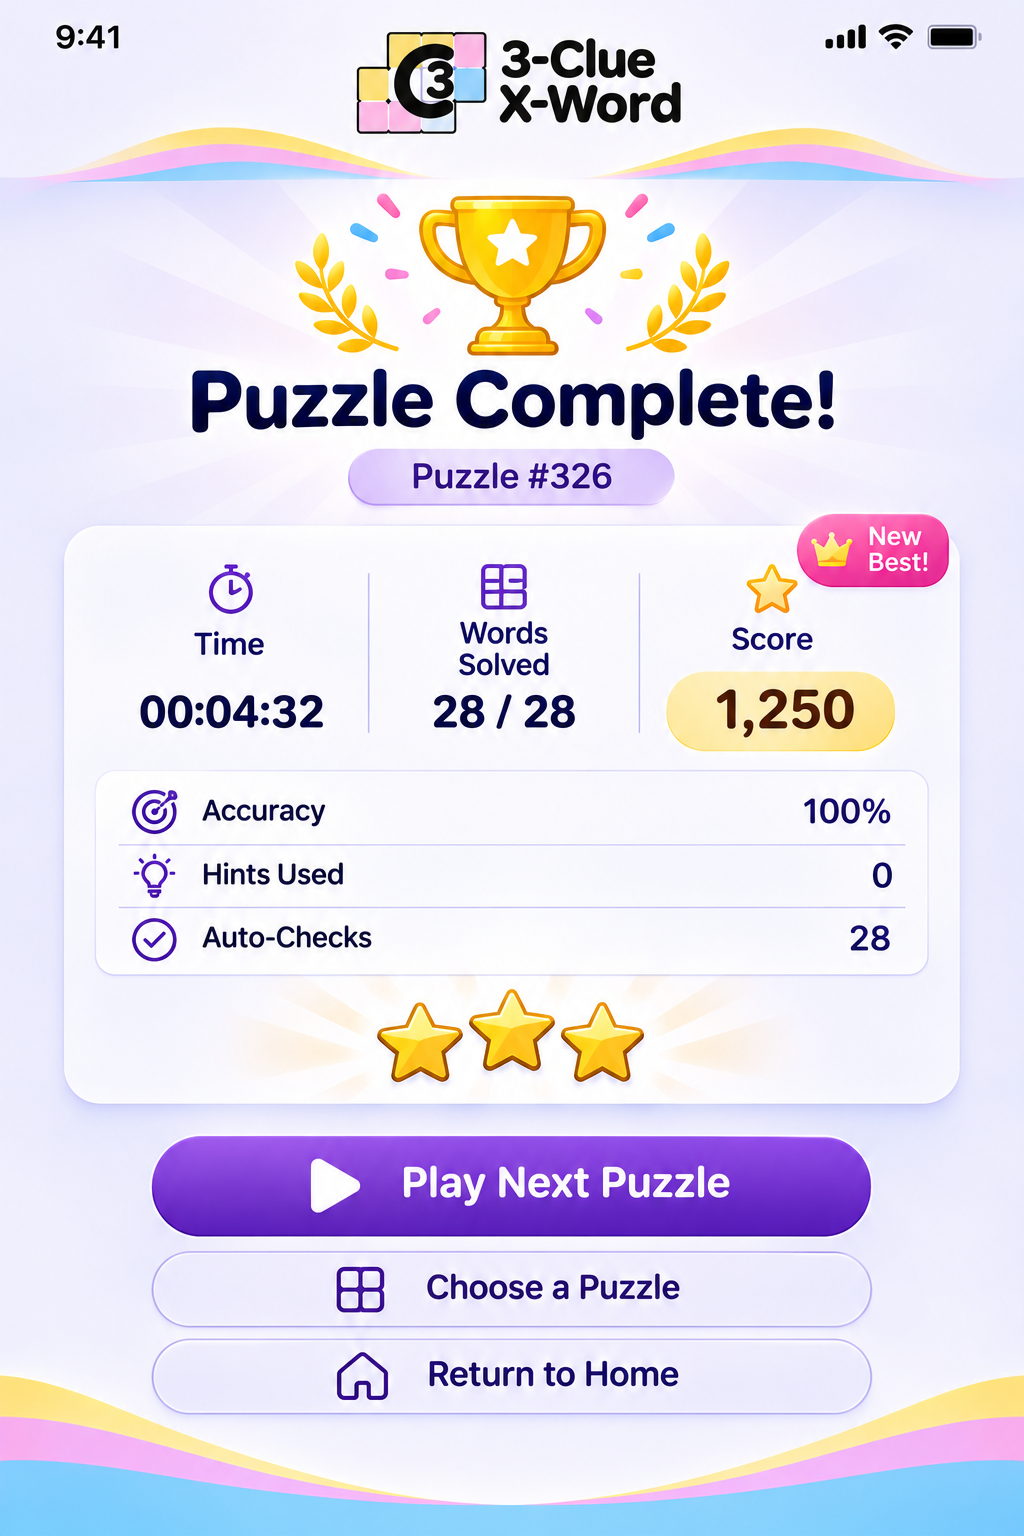 9:41
C3
3-Clue
X-Word
Puzzle Complete!
Puzzle #326
New
Best!
Time
00:04:32
Words
Solved
28 / 28
Score
1,250
Accuracy
100%
Hints Used
0
Auto-Checks
28
Play Next Puzzle
Choose a Puzzle
Return to Home